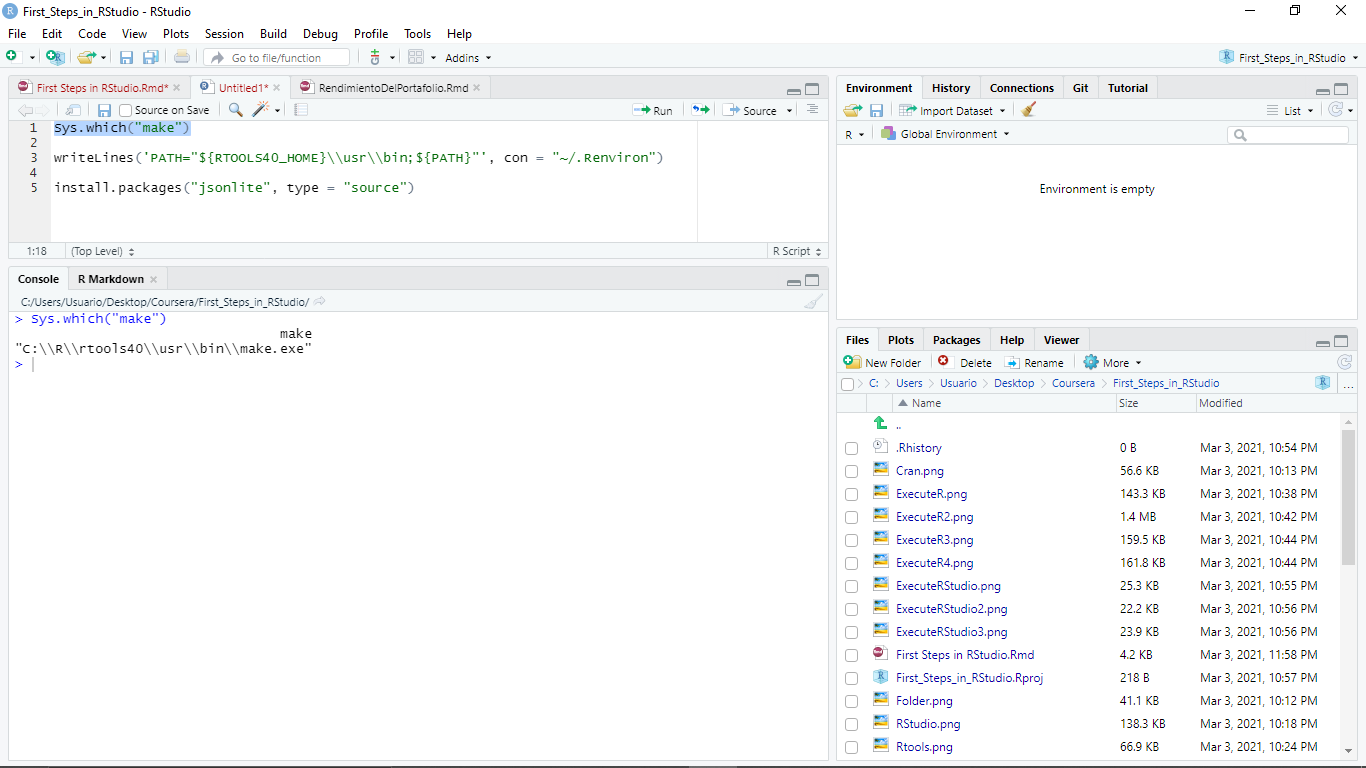 First_Steps_in_RStudio - RStudio
File Edit Code View Plots Session Build Debug Profile Tools Help
Go to file/function Addins First_Steps_in_RStudio
First Steps in RStudio.Rmd* Untitled1* RendimientoDelPortafolio.Rmd
Source on Save Run Source
1 Sys.which("make")
2
3 writeLines('PATH="${RTOOLS40_HOME}\\usr\\bin;${PATH}"', con = "~/.Renviron")
4
5 install.packages("jsonlite", type = "source")
1:18 (Top Level) R Script
Console R Markdown
C:/Users/Usuario/Desktop/Coursera/First_Steps_in_RStudio/
> Sys.which("make")
make
"C:\\R\\rtools40\\usr\\bin\\make.exe"
>
Environment History Connections Git Tutorial
Import Dataset List
R Global Environment
Environment is empty
Files Plots Packages Help Viewer
New Folder Delete Rename More
C: Users Usuario Desktop Coursera First_Steps_in_RStudio ...
Name Size Modified
..
.Rhistory 0 B Mar 3, 2021, 10:54 PM
Cran.png 56.6 KB Mar 3, 2021, 10:13 PM
ExecuteR.png 143.3 KB Mar 3, 2021, 10:38 PM
ExecuteR2.png 1.4 MB Mar 3, 2021, 10:42 PM
ExecuteR3.png 159.5 KB Mar 3, 2021, 10:44 PM
ExecuteR4.png 161.8 KB Mar 3, 2021, 10:44 PM
ExecuteRStudio.png 25.3 KB Mar 3, 2021, 10:55 PM
ExecuteRStudio2.png 22.2 KB Mar 3, 2021, 10:56 PM
ExecuteRStudio3.png 23.9 KB Mar 3, 2021, 10:56 PM
First Steps in RStudio.Rmd 4.2 KB Mar 3, 2021, 11:58 PM
First_Steps_in_RStudio.Rproj 218 B Mar 3, 2021, 10:57 PM
Folder.png 41.1 KB Mar 3, 2021, 10:12 PM
RStudio.png 138.3 KB Mar 3, 2021, 10:18 PM
Rtools.png 66.9 KB Mar 3, 2021, 10:24 PM